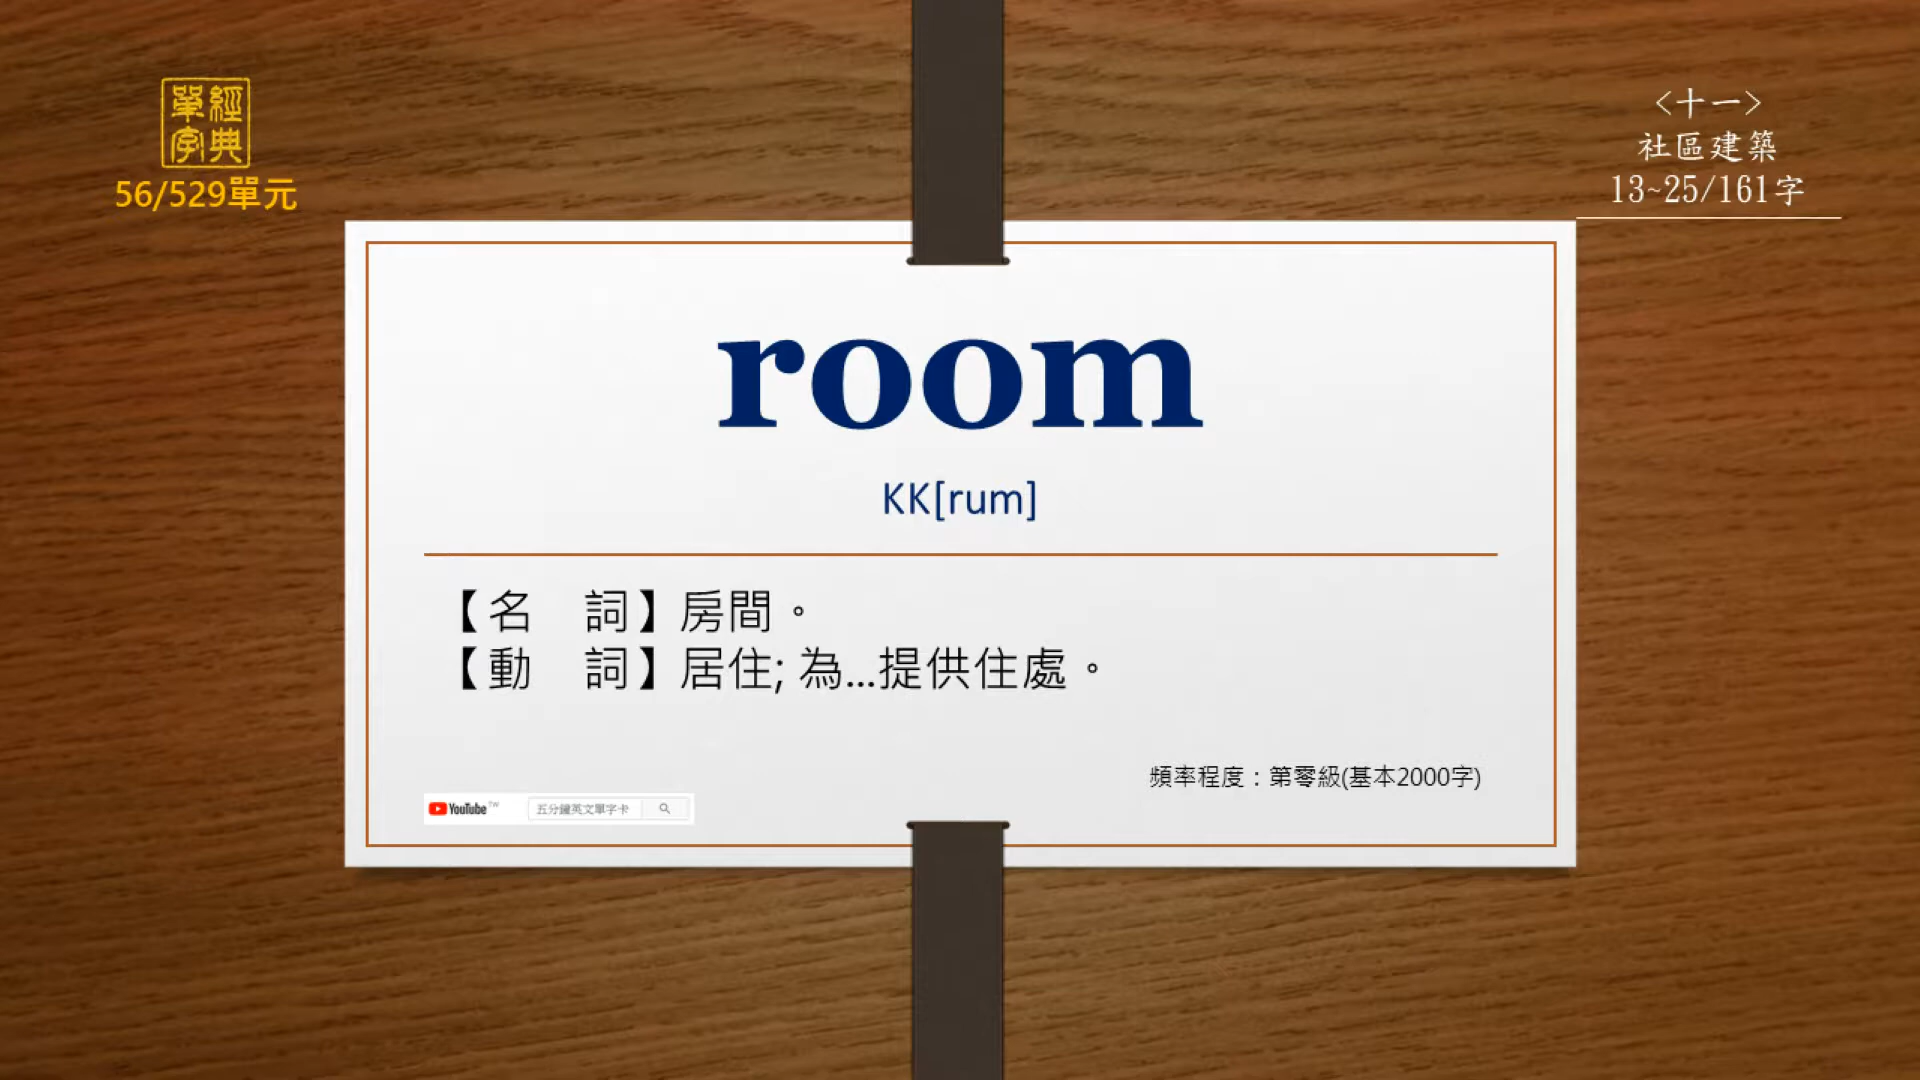 經典
單字
56/529單元
<十一>
社區建築
13~25/161字
room
KK[rum]
【名　詞】房間。
【動　詞】居住; 為...提供住處。
頻率程度：第零級(基本2000字)
YouTube TW 五分鐘英文單字卡